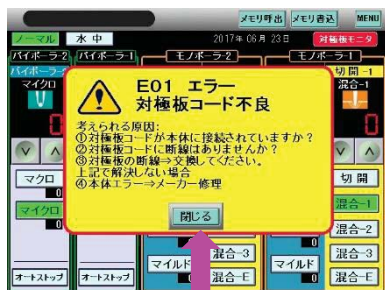 メモリ呼出 メモリ書込 MENU
ノーマル 水中 2017年06月23日 対極板モニタ
バイポーラ-2 バイポーラ-1 モノポーラ-2 モノポーラ-1
バイポーラ- 切開-1
マイクロ 混合-1
E01 エラー
対極板コード不良
考えられる原因:
①対極板コードが本体に接続されていますか？
②対極板コードに断線はありませんか？
③対極板の断線⇒交換してください。
上記で解決しない場合
④本体エラー⇒メーカー修理
閉じる
マクロ 切開
0 0
マイクロ 混合-1
0 混合-2
マイルド 混合-3 マイルド 混合-3
オートストップ オートストップ 0 混合-E 0 混合-E